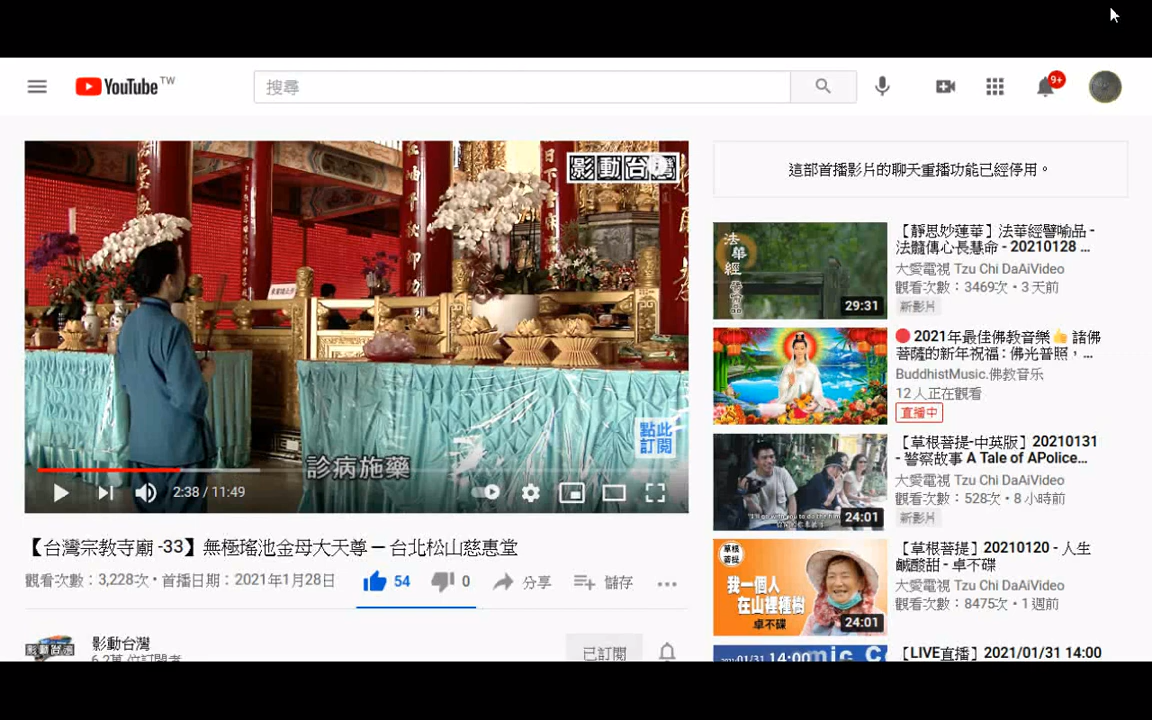 YouTube TW
搜尋
9+
影動台灣
點此
訂閱
診病施藥
2:38 / 11:49
【台灣宗教寺廟 -33】無極瑤池金母大天尊 — 台北松山慈惠堂
觀看次數：3,228次 • 首播日期：2021年1月28日
54
0
分享
儲存
影動台灣
影動台灣
已訂閱
這部首播影片的聊天重播功能已經停用。
法華經
29:31
【靜思妙蓮華】法華經譬喻品 -
法髓傳心長慧命 - 20210128 ...
大愛電視 Tzu Chi DaAiVideo
觀看次數：3469次 • 3 天前
新影片
2021年最佳佛教音樂👍 諸佛
菩薩的新年祝福: 佛光普照，...
BuddhistMusic.佛教音乐
12 人正在觀看
直播中
24:01
【草根菩提-中英版】20210131
- 警察故事 A Tale of APolice...
大愛電視 Tzu Chi DaAiVideo
觀看次數：528次 • 8 小時前
新影片
草根
菩提
我一個人
在山裡種樹
卓不碟
24:01
【草根菩提】20210120 - 人生
鹹酸甜 - 卓不碟
大愛電視 Tzu Chi DaAiVideo
觀看次數：8475次 • 1 週前
【LIVE直播】2021/01/31 14:00